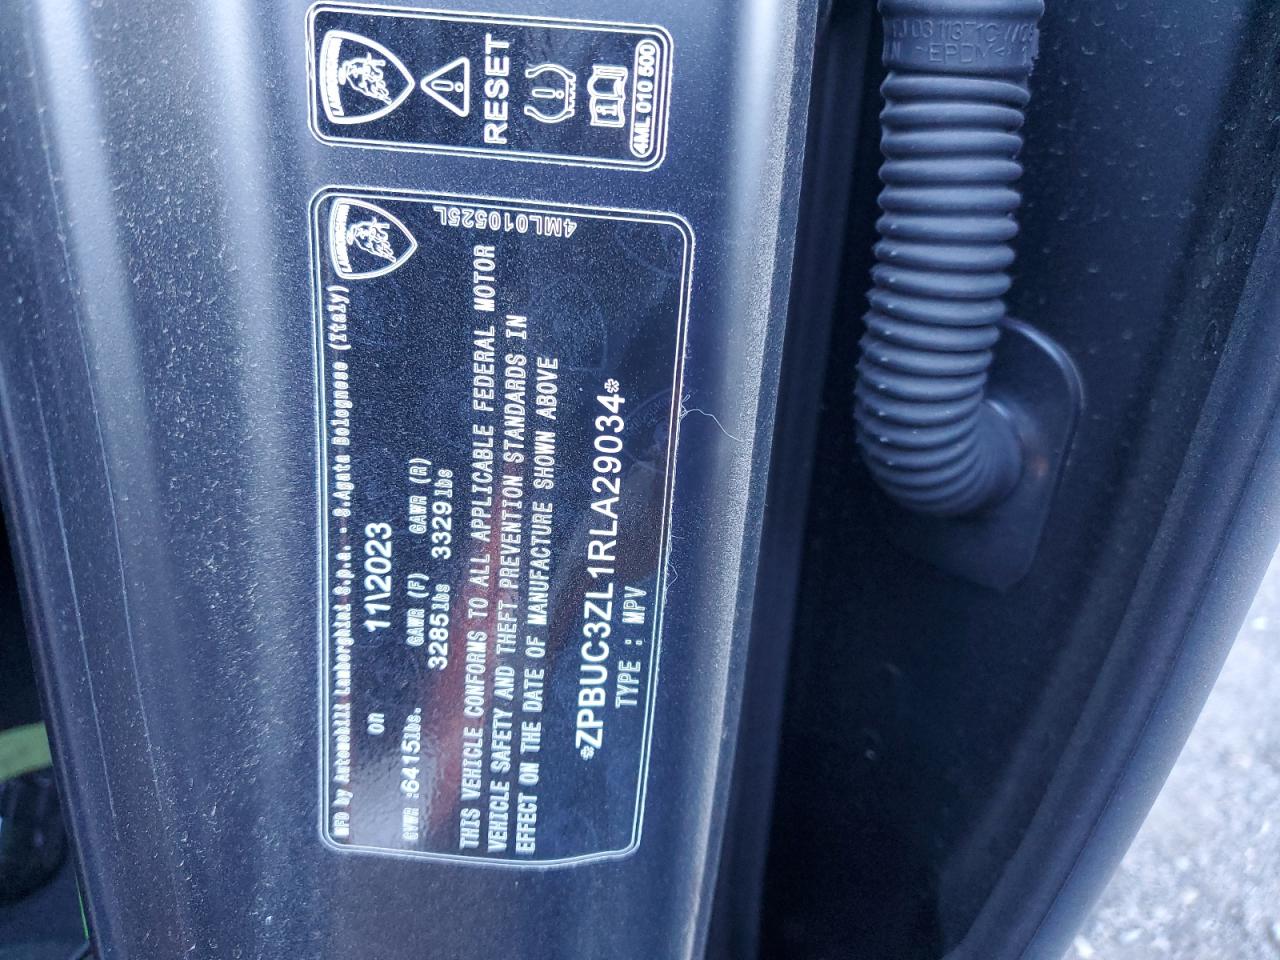 LAMBORGHINI
RESET
4ML 010 500
LAMBORGHINI
4ML010525L
MFD by Automobili Lamborghini S.p.A. - S.Agata Bolognese (Italy)
on 11\2023
GVWR :6415lbs. GAWR (F) GAWR (R)
3285lbs 3329lbs
THIS VEHICLE CONFORMS TO ALL APPLICABLE FEDERAL MOTOR
VEHICLE SAFETY AND THEFT PREVENTION STANDARDS IN
EFFECT ON THE DATE OF MANUFACTURE SHOWN ABOVE
*ZPBUC3ZL1RLA29034*
TYPE : MPV
>EPDM<